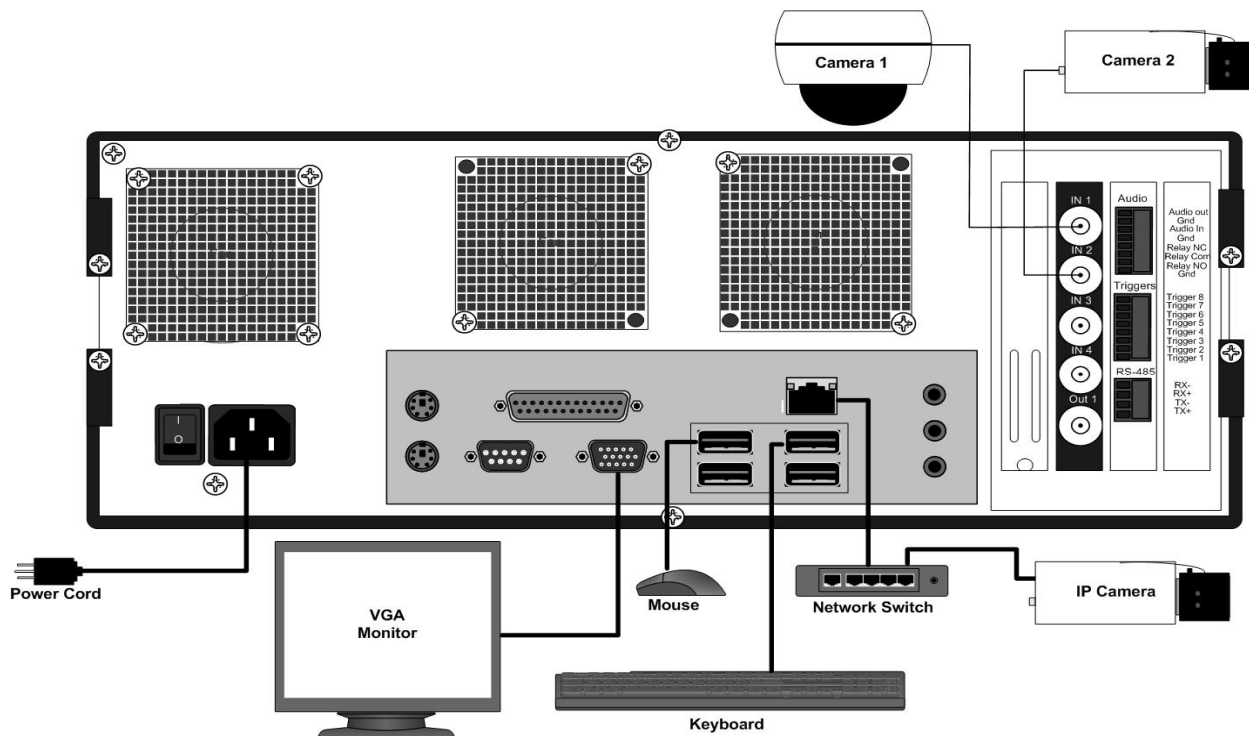 Camera 1
Camera 2
IN 1
IN 2
IN 3
IN 4
Out 1
Audio
Triggers
RS-485
Audio out
Gnd
Audio In
Gnd
Relay NC
Relay Com
Relay NO
Gnd
Trigger 8
Trigger 7
Trigger 6
Trigger 5
Trigger 4
Trigger 3
Trigger 2
Trigger 1
RX-
RX+
TX-
TX+
I
O
Power Cord
VGA
Monitor
Mouse
Network Switch
IP Camera
Keyboard